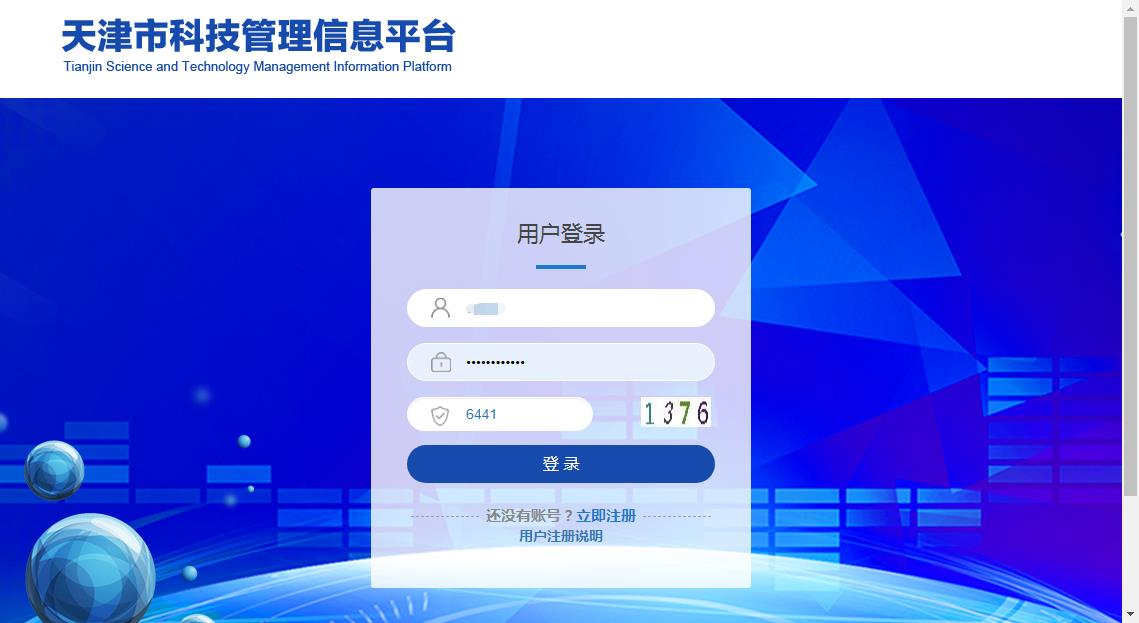 天津市科技管理信息平台
Tianjin Science and Technology Management Information Platform
用户登录
••••••••••••
6441
1376
登 录
还没有账号？立即注册
用户注册说明